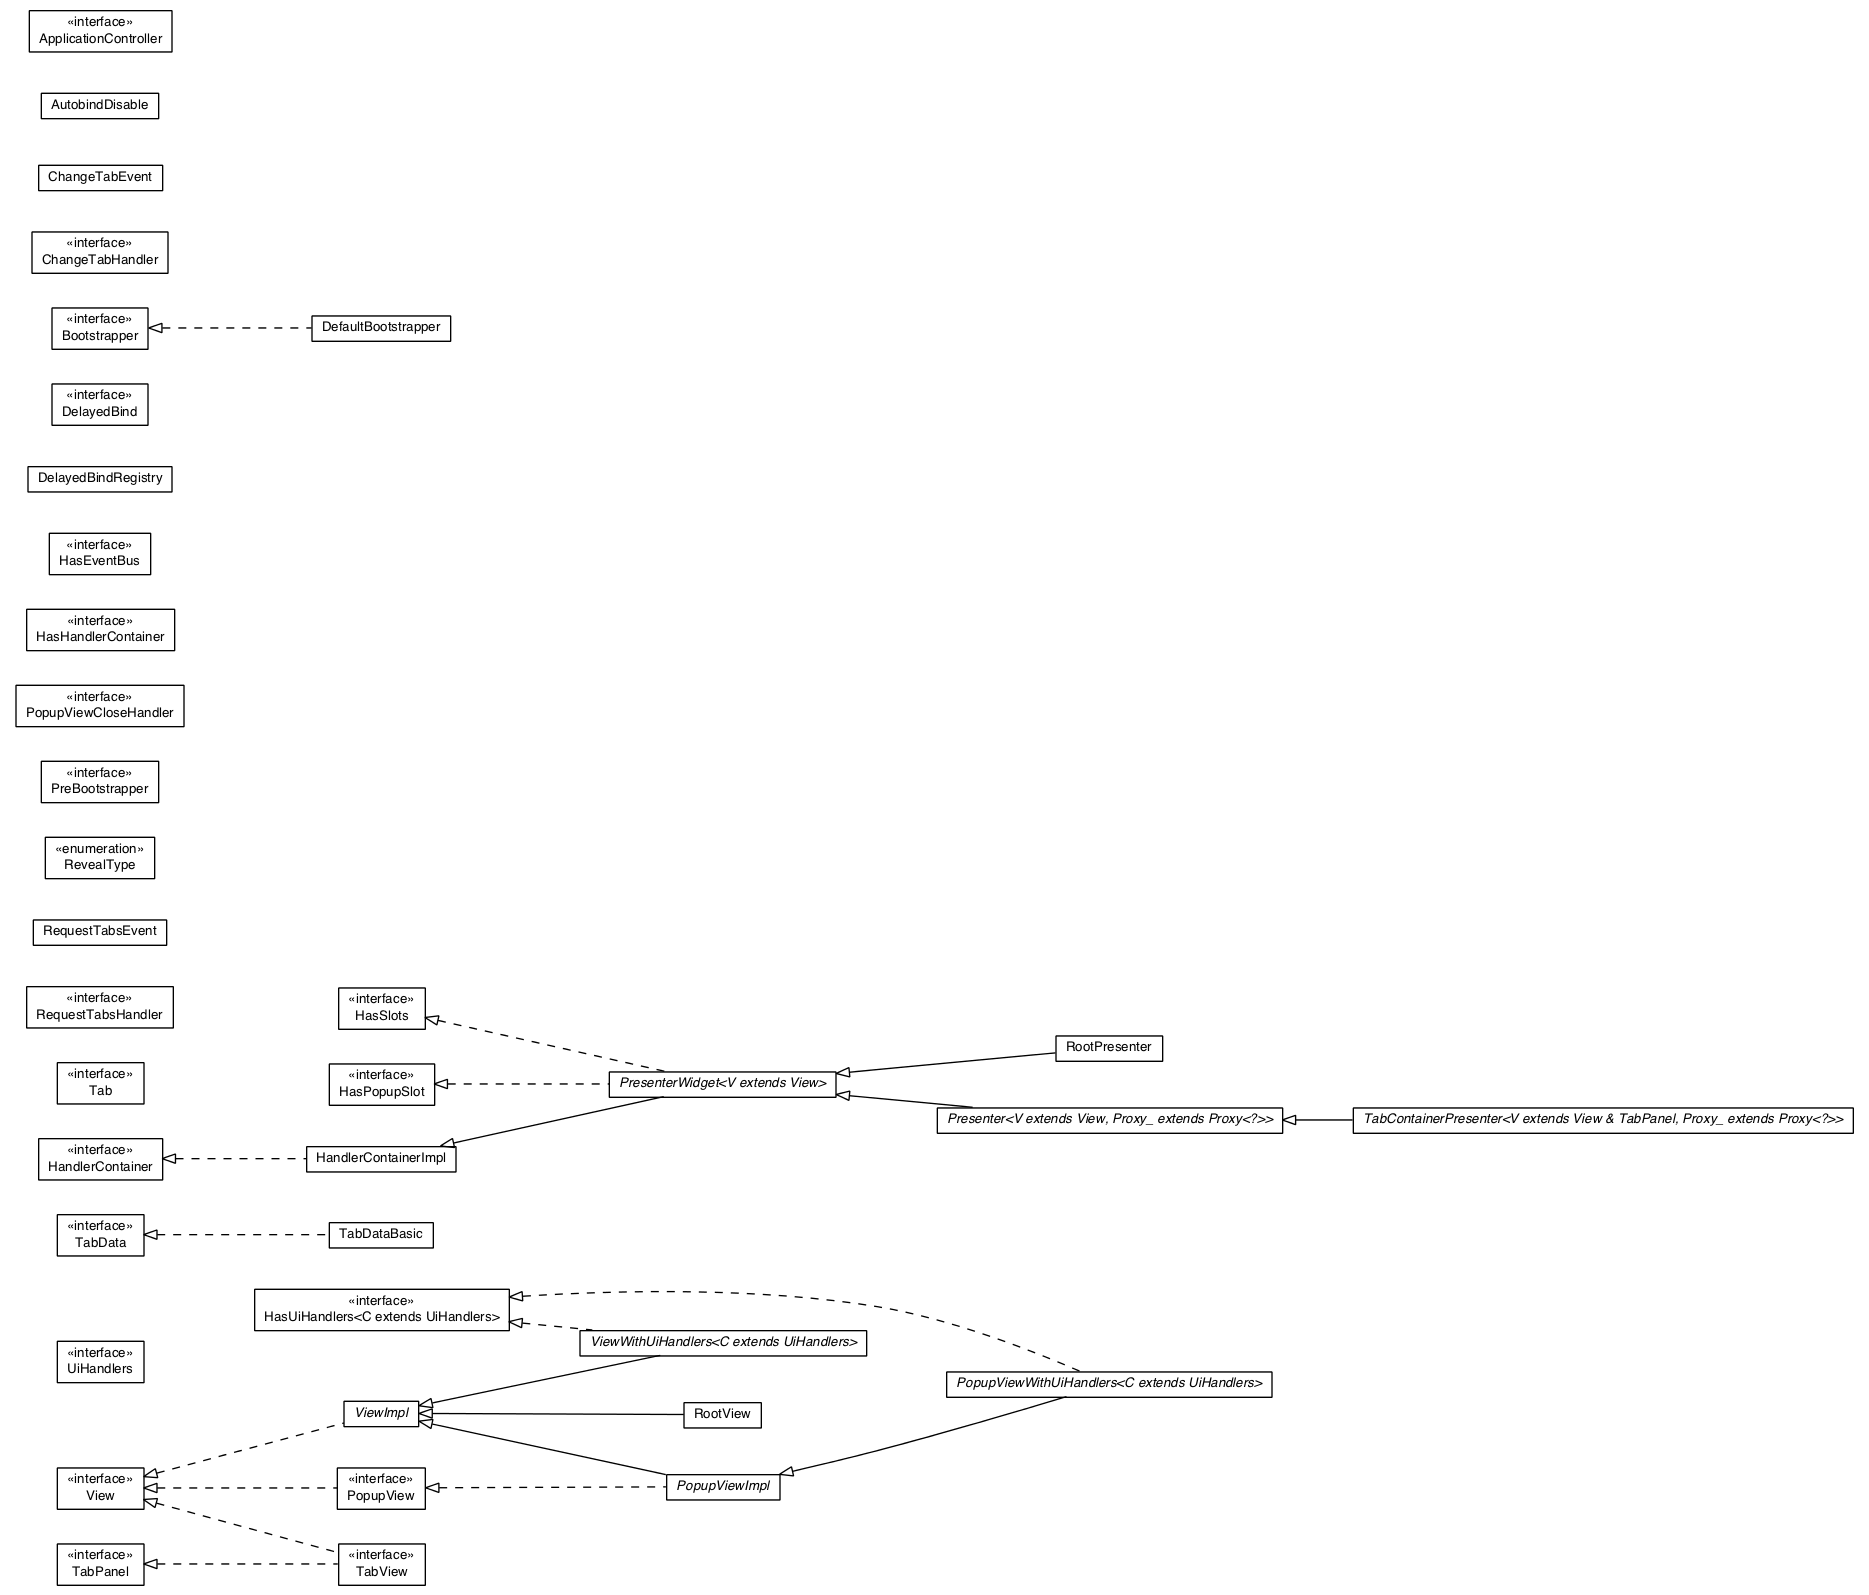 «interface»
ApplicationController
AutobindDisable
ChangeTabEvent
«interface»
ChangeTabHandler
«interface»
Bootstrapper
DefaultBootstrapper
«interface»
DelayedBind
DelayedBindRegistry
«interface»
HasEventBus
«interface»
HasHandlerContainer
«interface»
PopupViewCloseHandler
«interface»
PreBootstrapper
«enumeration»
RevealType
RequestTabsEvent
«interface»
RequestTabsHandler
«interface»
HasSlots
«interface»
Tab
«interface»
HasPopupSlot
PresenterWidget<V extends View>
RootPresenter
Presenter<V extends View, Proxy_ extends Proxy<?>>
TabContainerPresenter<V extends View & TabPanel, Proxy_ extends Proxy<?>>
«interface»
HandlerContainer
HandlerContainerImpl
«interface»
TabData
TabDataBasic
«interface»
HasUiHandlers<C extends UiHandlers>
ViewWithUiHandlers<C extends UiHandlers>
«interface»
UiHandlers
PopupViewWithUiHandlers<C extends UiHandlers>
ViewImpl
RootView
«interface»
View
«interface»
PopupView
PopupViewImpl
«interface»
TabPanel
«interface»
TabView